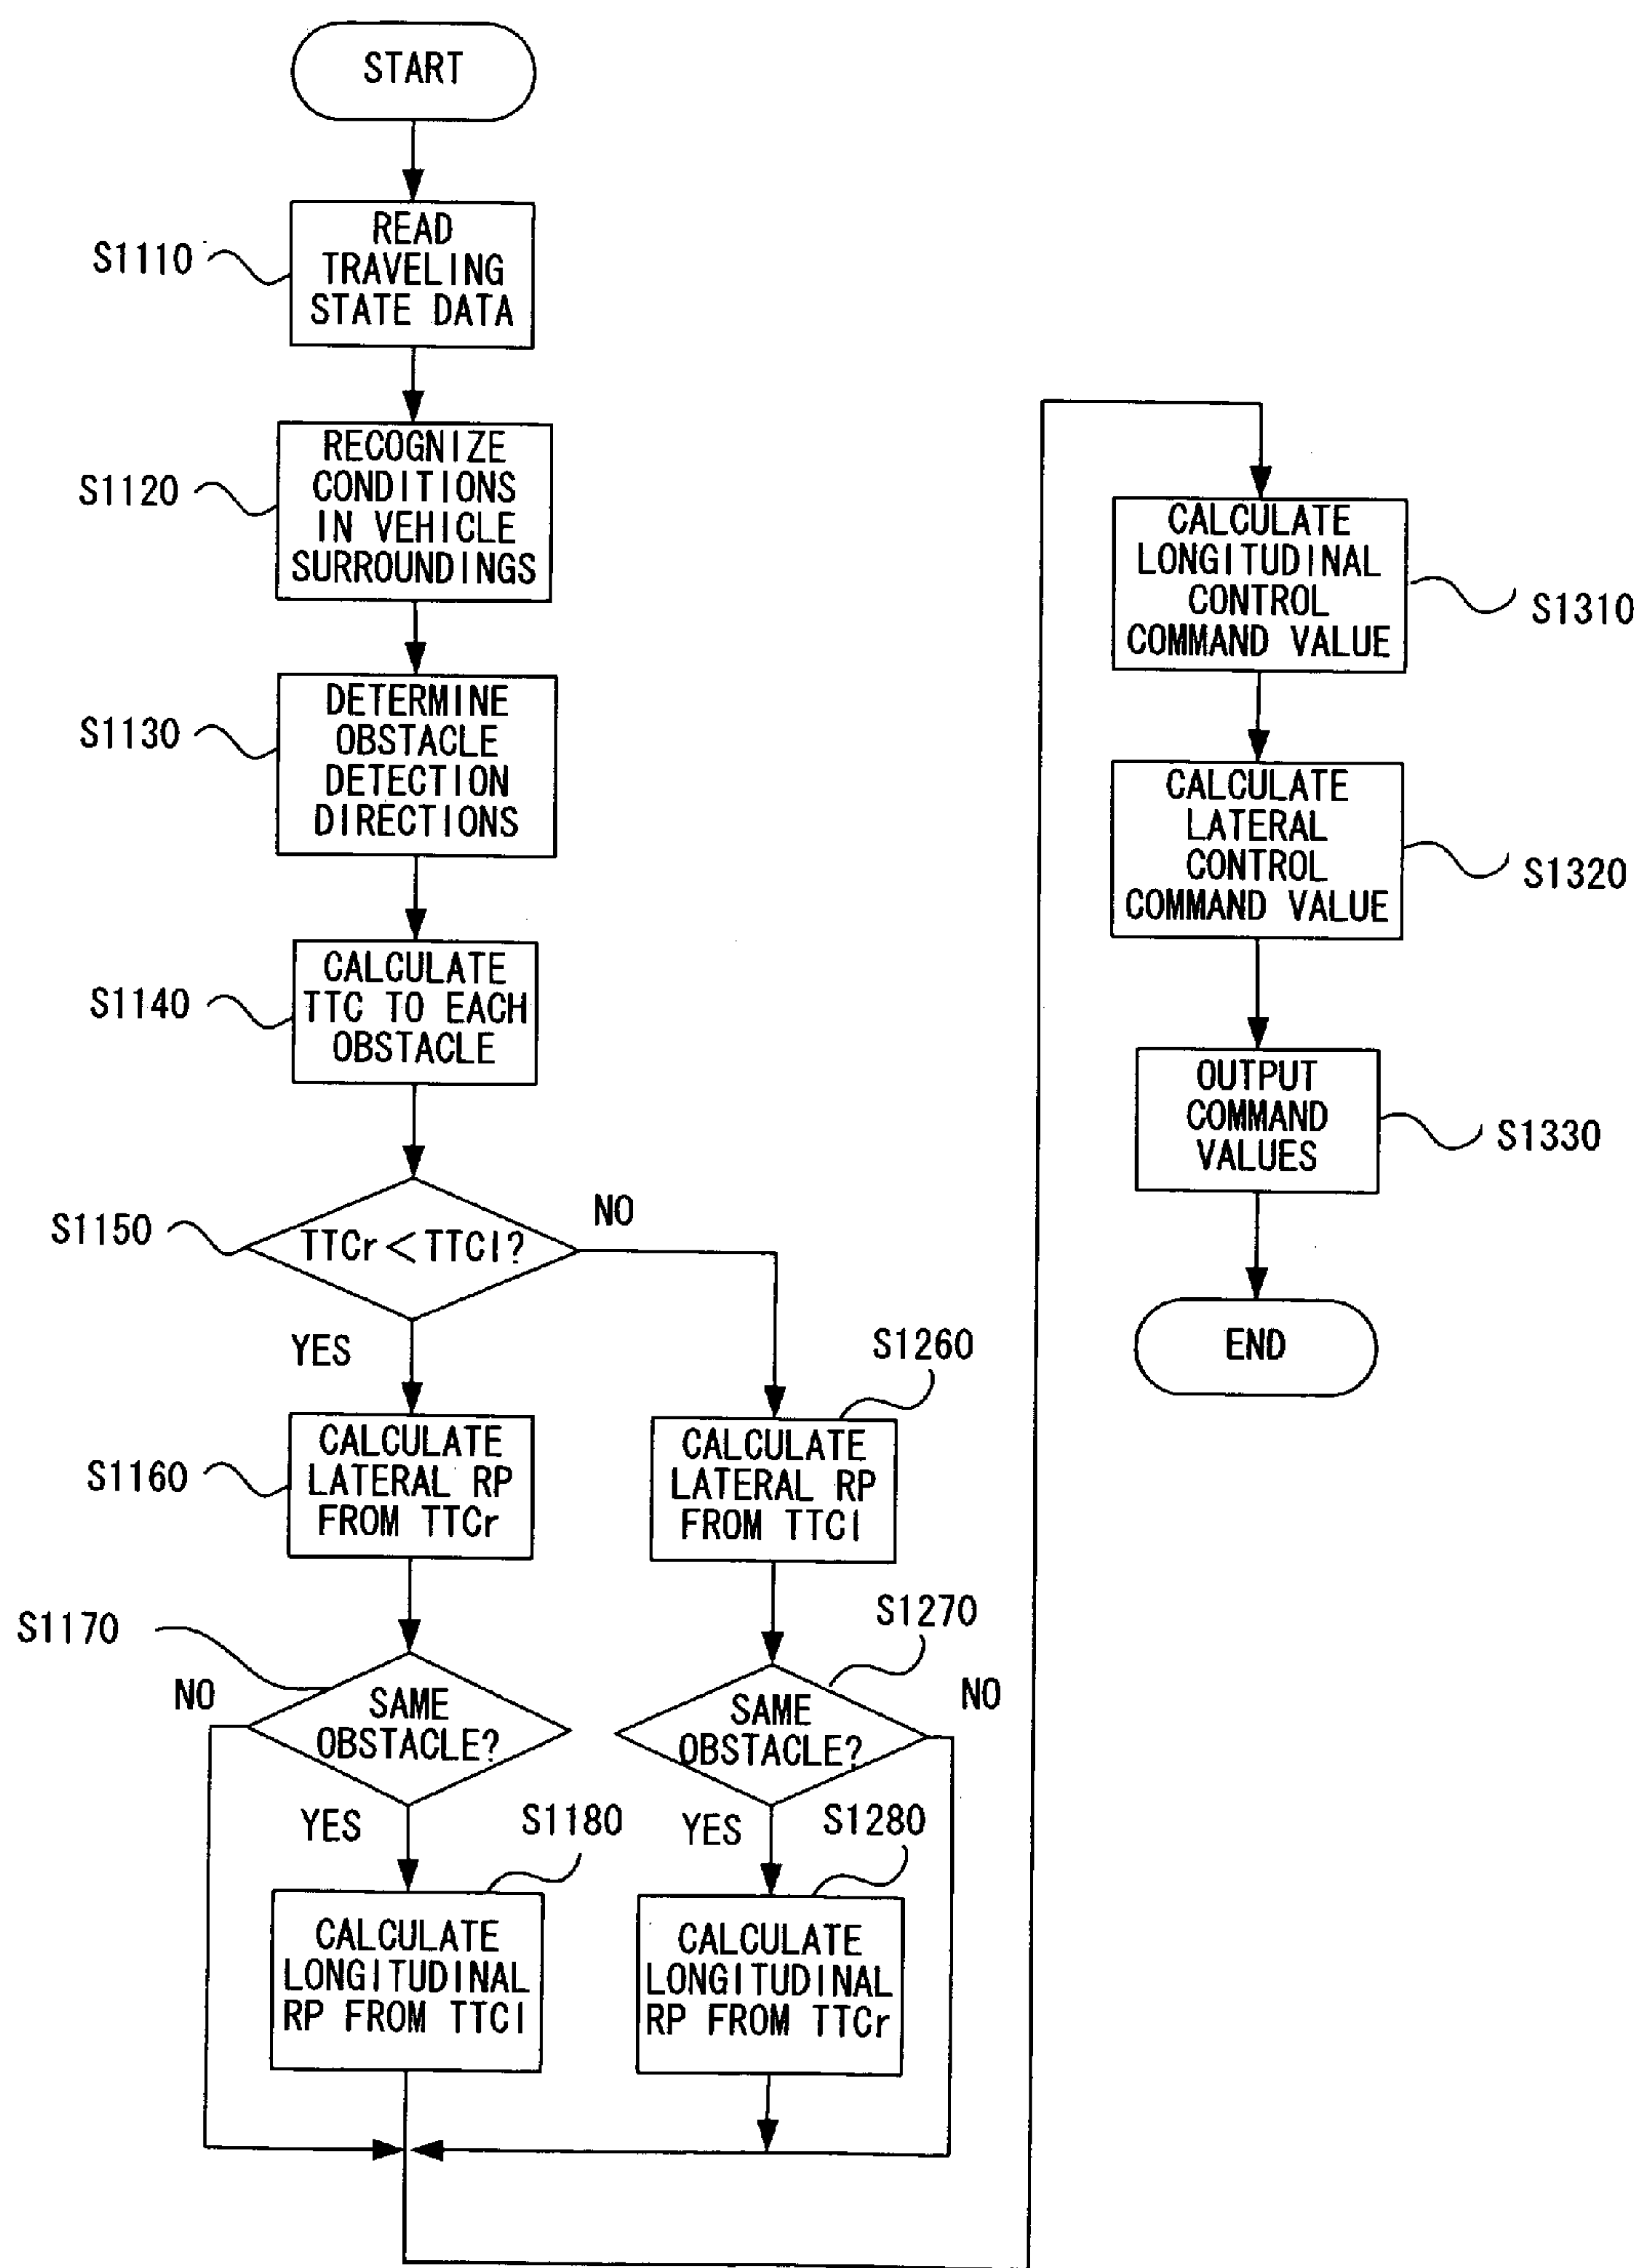 START
S1110
READ
TRAVELING
STATE DATA
S1120
RECOGNIZE
CONDITIONS
IN VEHICLE
SURROUNDINGS
S1130
DETERMINE
OBSTACLE
DETECTION
DIRECTIONS
S1140
CALCULATE
TTC TO EACH
OBSTACLE
S1150
TTCr<TTCl?
NO
YES
S1160
CALCULATE
LATERAL RP
FROM TTCr
S1170
NO
SAME
OBSTACLE?
YES
S1180
CALCULATE
LONGITUDINAL
RP FROM TTCl
S1260
CALCULATE
LATERAL RP
FROM TTCl
S1270
SAME
OBSTACLE?
NO
YES
S1280
CALCULATE
LONGITUDINAL
RP FROM TTCr
CALCULATE
LONGITUDINAL
CONTROL
COMMAND VALUE
S1310
CALCULATE
LATERAL
CONTROL
COMMAND VALUE
S1320
OUTPUT
COMMAND
VALUES
S1330
END